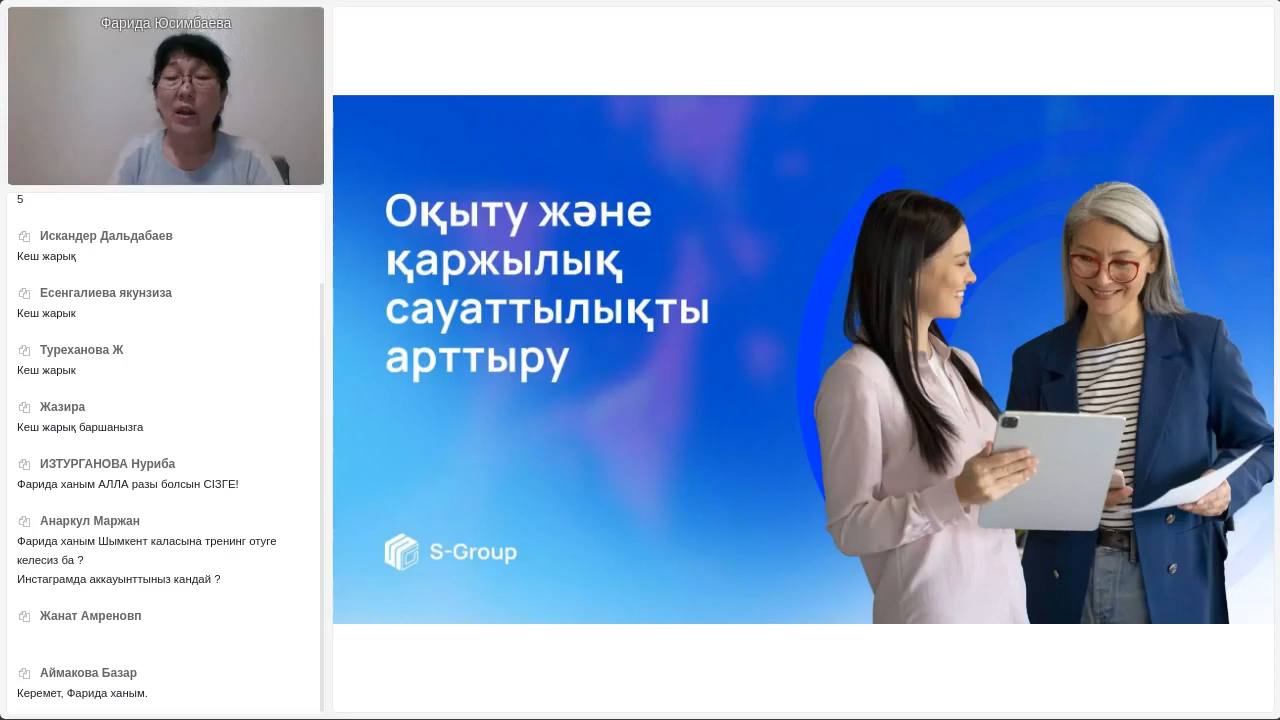 Фарида Юсимбаева
5
Искандер Дальдабаев
Кеш жарық
Есенгалиева якунзиза
Кеш жарык
Туреханова Ж
Кеш жарык
Жазира
Кеш жарық баршанызга
ИЗТУРГАНОВА Нуриба
Фарида ханым АЛЛА разы болсын СІЗГЕ!
Анаркул Маржан
Фарида ханым Шымкент каласына тренинг отуге
келесиз ба ?
Инстаграмда аккаунттыныз кандай ?
Жанат Амреновп
Аймакова Базар
Керемет, Фарида ханым.
Оқыту және
қаржылық
сауаттылықты
арттыру
S-Group